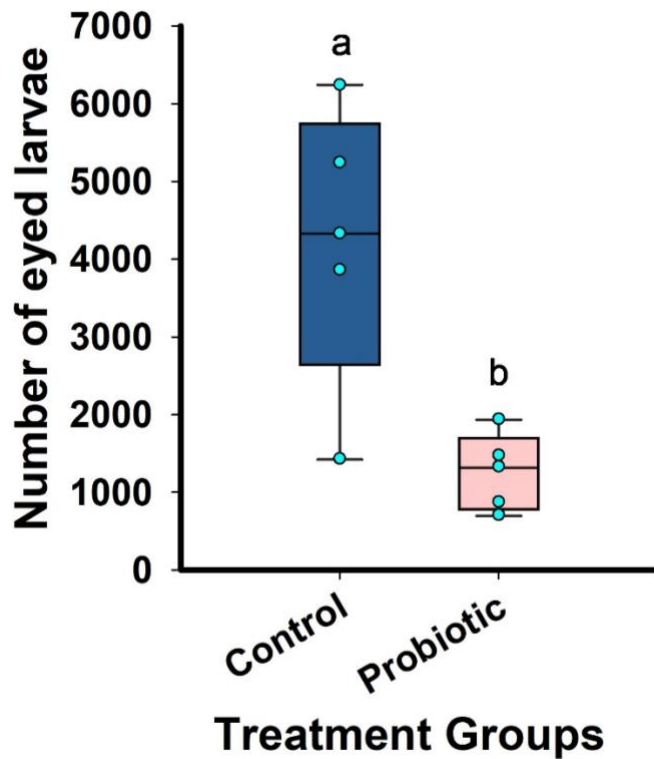 Number of eyed larvae
7000
6000
5000
4000
3000
2000
1000
0
a
b
Control
Probiotic
Treatment Groups